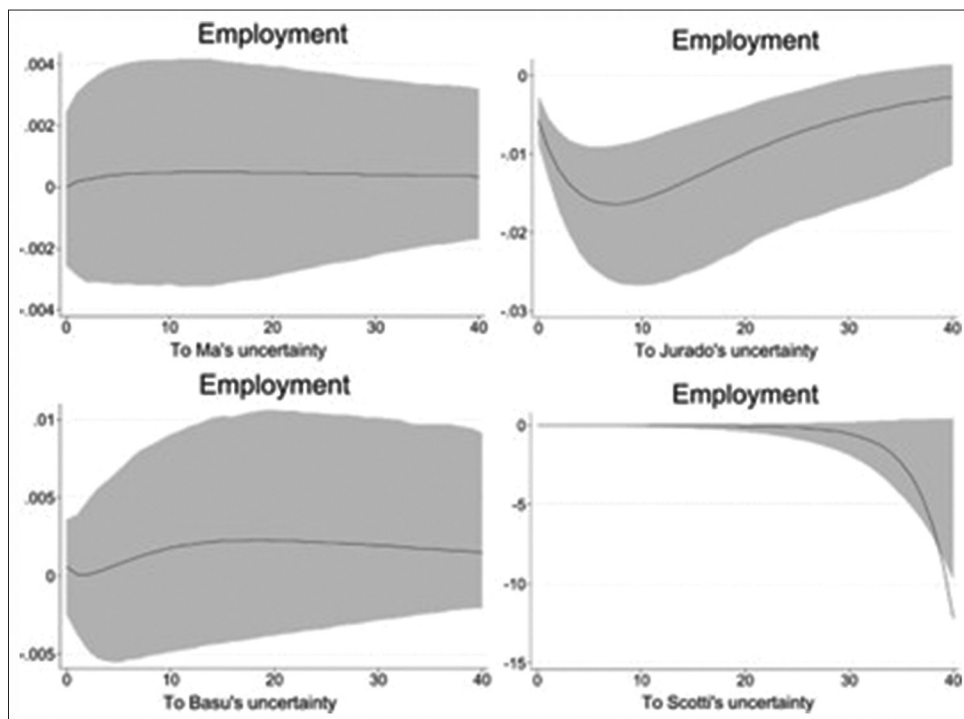 Employment
.004
.002
0
-.002
-.004
0 10 20 30 40
To Ma's uncertainty
Employment
0
-.01
-.02
-.03
0 10 20 30 40
To Jurado's uncertainty
Employment
.01
.005
0
-.005
0 10 20 30 40
To Basu's uncertainty
Employment
0
-5
-10
-15
0 10 20 30 40
To Scotti's uncertainty